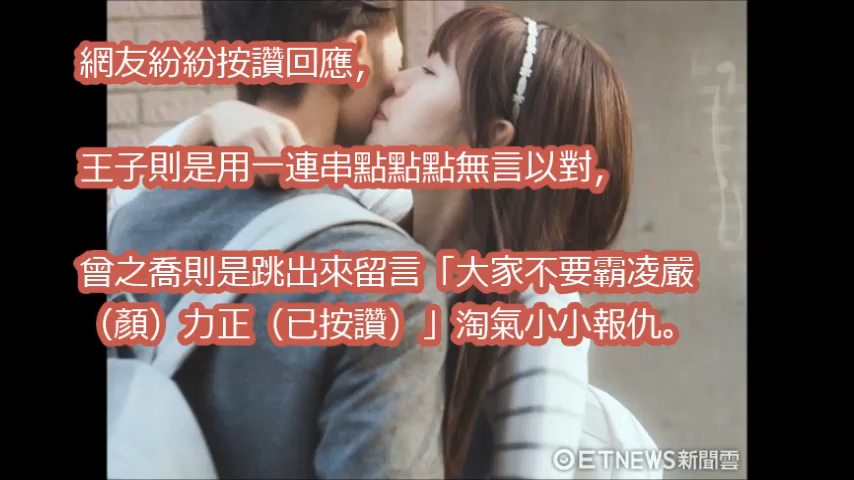 網友紛紛按讚回應，
王子則是用一連串點點點無言以對，
曾之喬則是跳出來留言「大家不要霸凌嚴
（顏）力正（已按讚）」淘氣小小報仇。
ETNEWS新聞雲